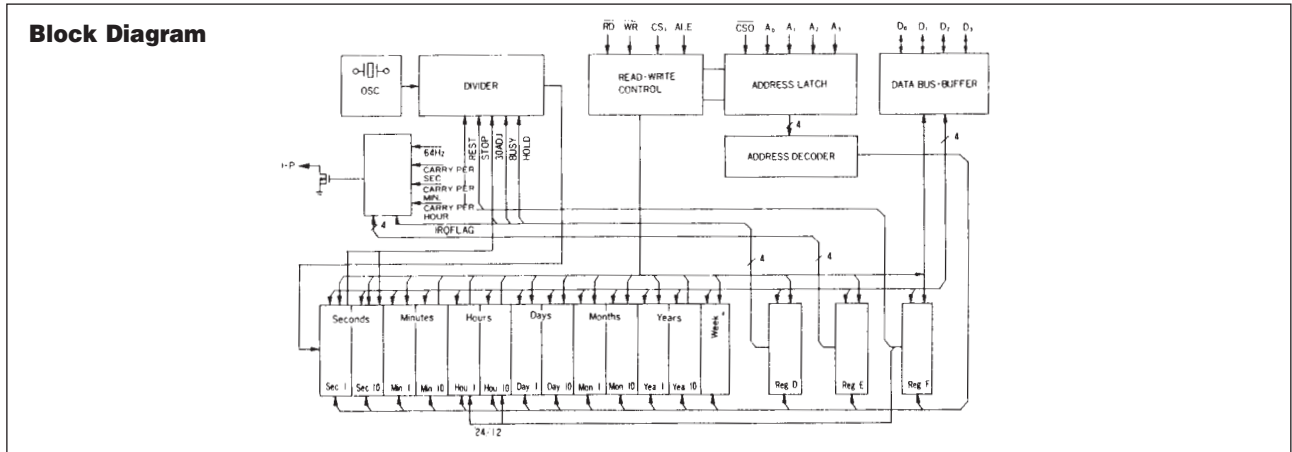 Block Diagram
RD WR CS₁ ALE CS0 A₀ A₁ A₂ A₃ D₀ D₁ D₂ D₃
OSC
DIVIDER
READ-WRITE
CONTROL
ADDRESS LATCH
DATA BUS-BUFFER
4
4
ADDRESS DECODER
REST
STOP
30ADJ
BUSY
HOLD
64Hz
CARRY PER
SEC
CARRY PER
MIN.
CARRY PER
HOUR
4
IRQFLAG
4
4
Seconds Minutes Hours Days Months Years Week
Sec 1 Sec 10 Min 1 Min 10 Hou 1 Hou 10 Day 1 Day 10 Mon 1 Mon 10 Yea 1 Yea 10 Reg D Reg E Reg F
24-12